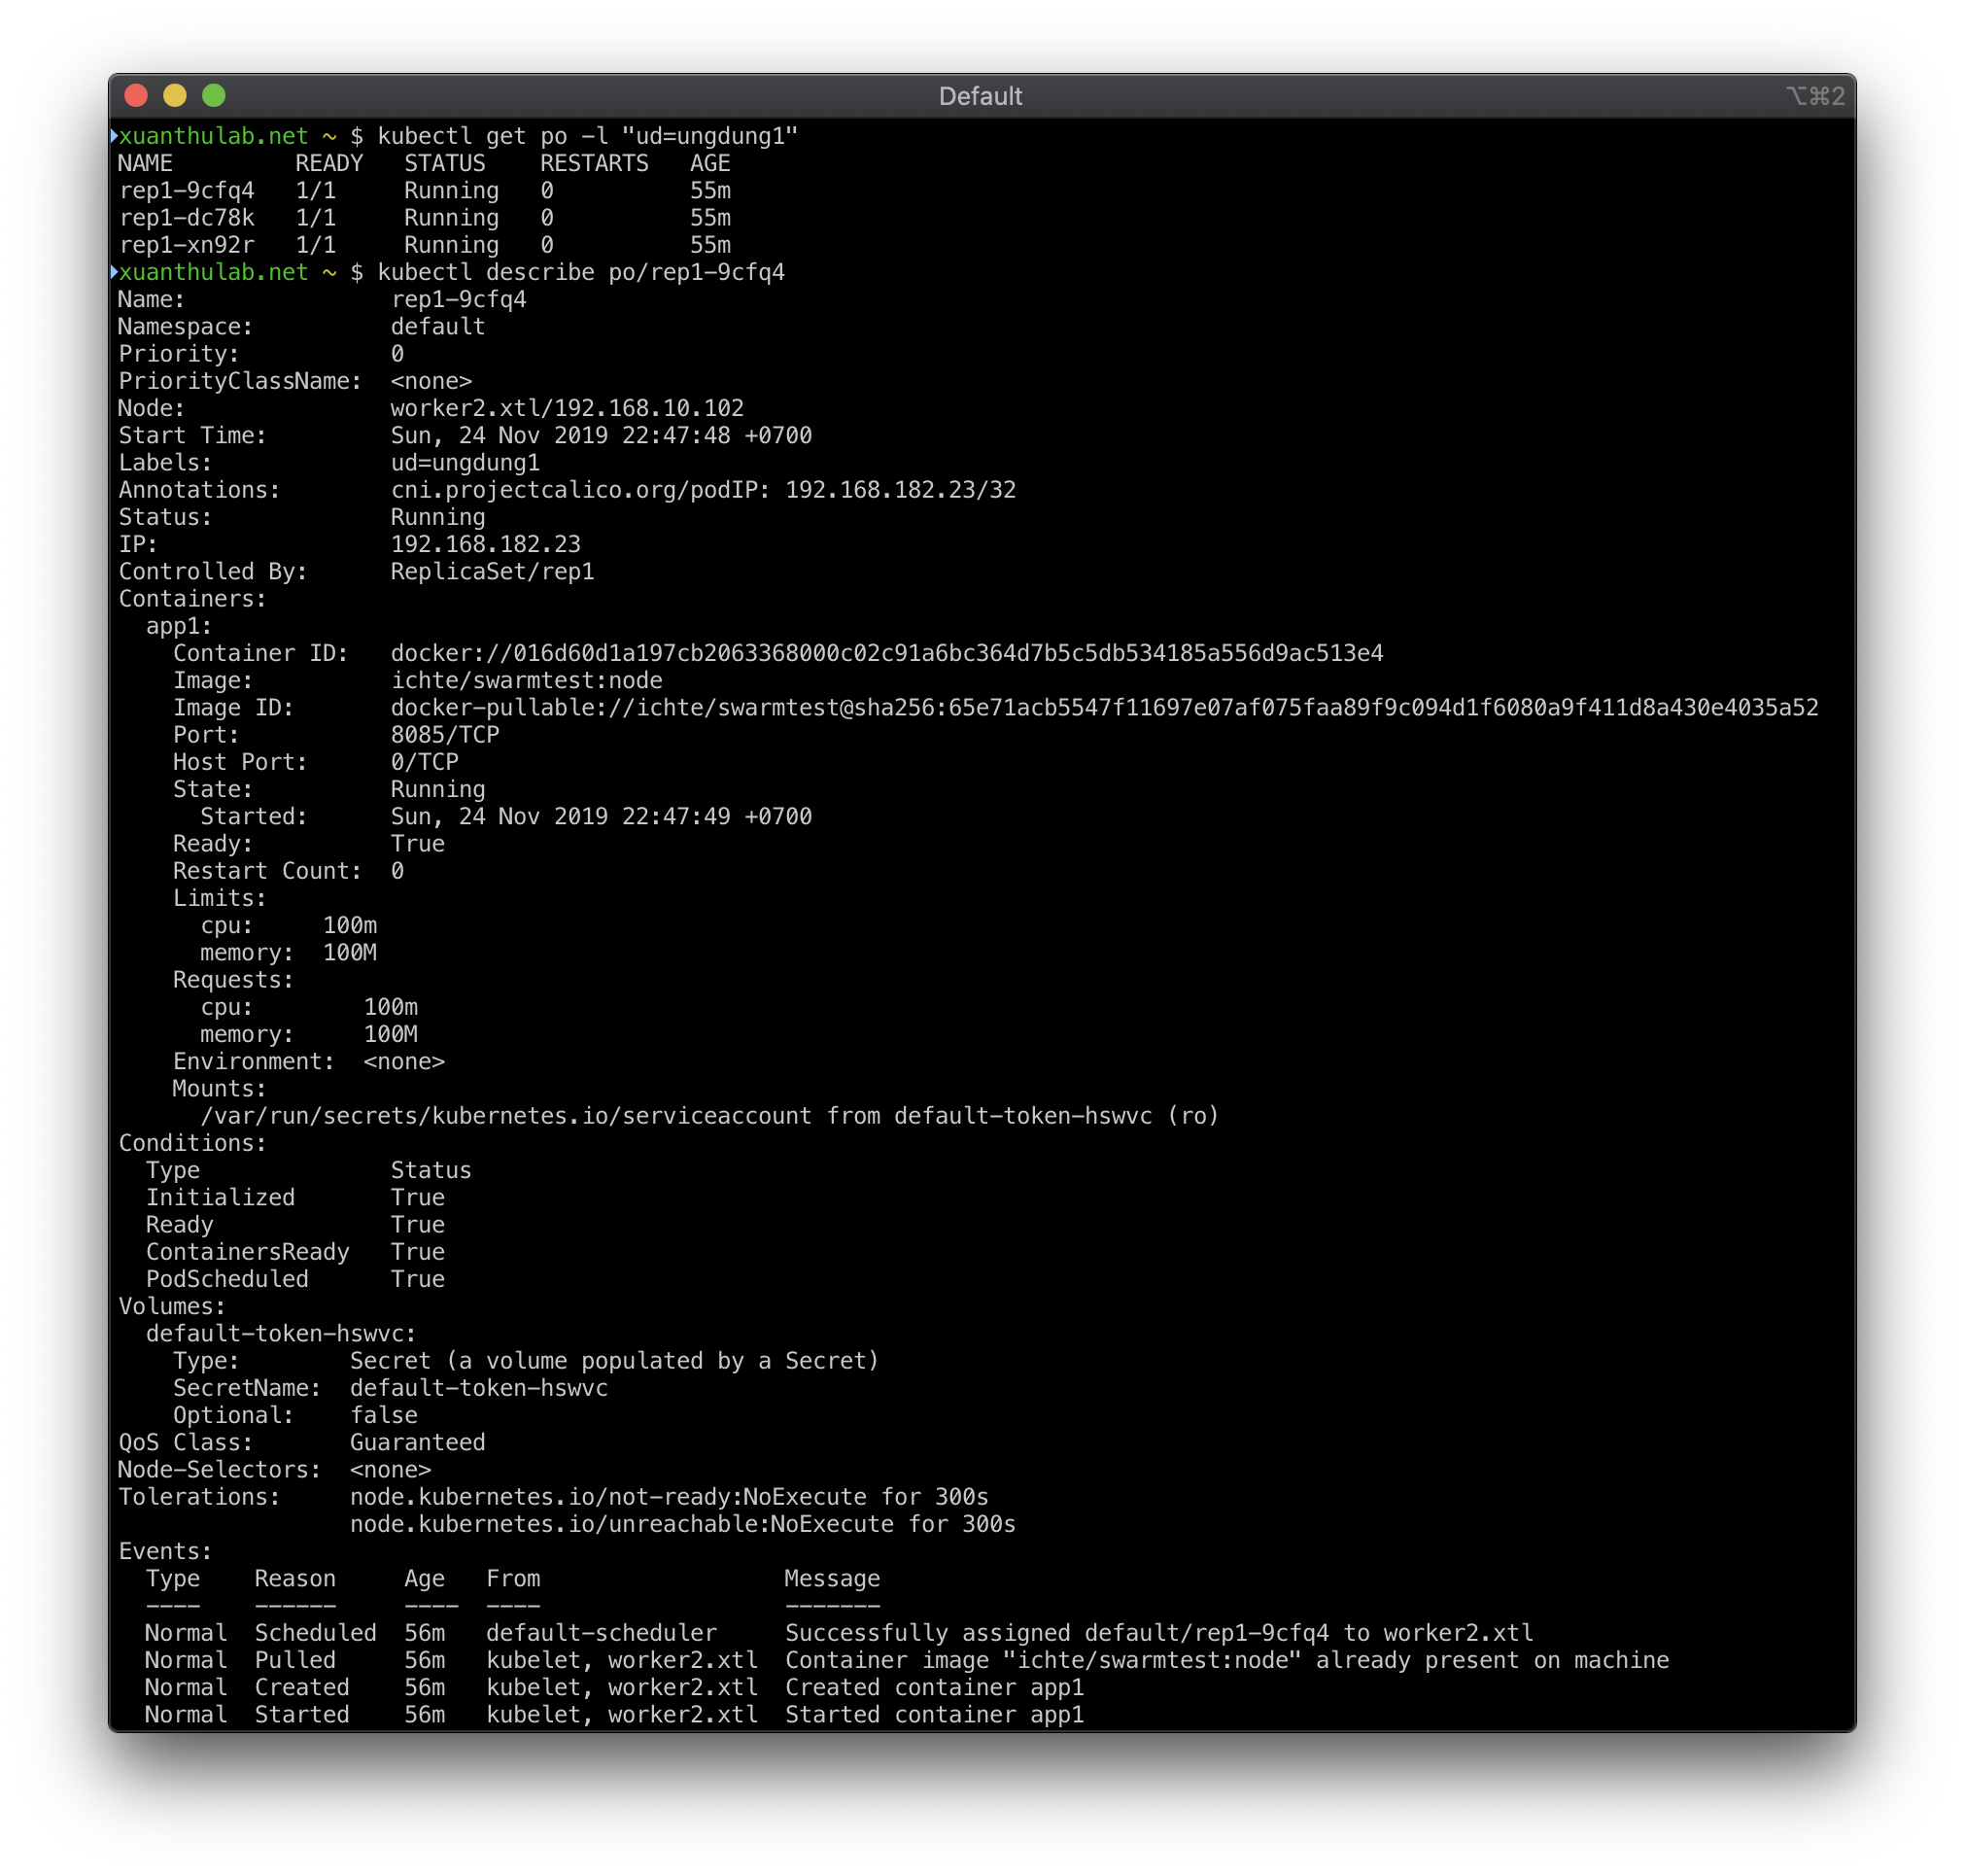 Default ⌥⌘2
xuanthulab.net ~ $ kubectl get po -l "ud=ungdung1"
NAME         READY   STATUS    RESTARTS   AGE
rep1-9cfq4   1/1     Running   0          55m
rep1-dc78k   1/1     Running   0          55m
rep1-xn92r   1/1     Running   0          55m
xuanthulab.net ~ $ kubectl describe po/rep1-9cfq4
Name:               rep1-9cfq4
Namespace:          default
Priority:           0
PriorityClassName:  <none>
Node:               worker2.xtl/192.168.10.102
Start Time:         Sun, 24 Nov 2019 22:47:48 +0700
Labels:             ud=ungdung1
Annotations:        cni.projectcalico.org/podIP: 192.168.182.23/32
Status:             Running
IP:                 192.168.182.23
Controlled By:      ReplicaSet/rep1
Containers:
  app1:
    Container ID:   docker://016d60d1a197cb2063368000c02c91a6bc364d7b5c5db534185a556d9ac513e4
    Image:          ichte/swarmtest:node
    Image ID:       docker-pullable://ichte/swarmtest@sha256:65e71acb5547f11697e07af075faa89f9c094d1f6080a9f411d8a430e4035a52
    Port:           8085/TCP
    Host Port:      0/TCP
    State:          Running
      Started:      Sun, 24 Nov 2019 22:47:49 +0700
    Ready:          True
    Restart Count:  0
    Limits:
      cpu:     100m
      memory:  100M
    Requests:
      cpu:        100m
      memory:     100M
    Environment:  <none>
    Mounts:
      /var/run/secrets/kubernetes.io/serviceaccount from default-token-hswvc (ro)
Conditions:
  Type              Status
  Initialized       True
  Ready             True
  ContainersReady   True
  PodScheduled      True
Volumes:
  default-token-hswvc:
    Type:        Secret (a volume populated by a Secret)
    SecretName:  default-token-hswvc
    Optional:    false
QoS Class:       Guaranteed
Node-Selectors:  <none>
Tolerations:     node.kubernetes.io/not-ready:NoExecute for 300s
                 node.kubernetes.io/unreachable:NoExecute for 300s
Events:
  Type    Reason     Age   From                  Message
  ----    ------     ----  ----                  -------
  Normal  Scheduled  56m   default-scheduler     Successfully assigned default/rep1-9cfq4 to worker2.xtl
  Normal  Pulled     56m   kubelet, worker2.xtl  Container image "ichte/swarmtest:node" already present on machine
  Normal  Created    56m   kubelet, worker2.xtl  Created container app1
  Normal  Started    56m   kubelet, worker2.xtl  Started container app1